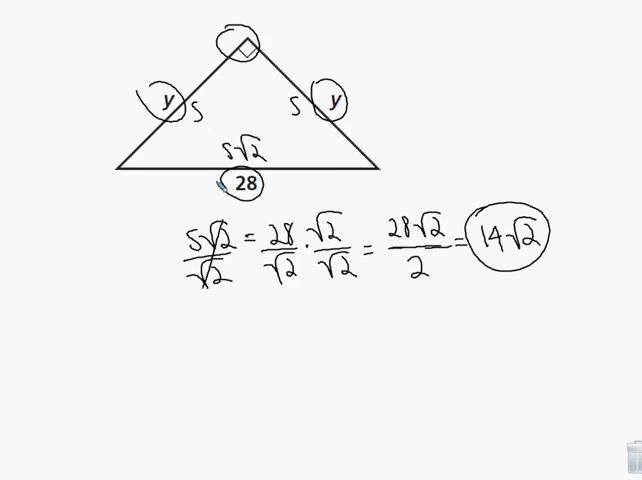 y s s y
s√2
28
s√2/√2 = 28/√2 · √2/√2 = 28√2/2 = 14√2